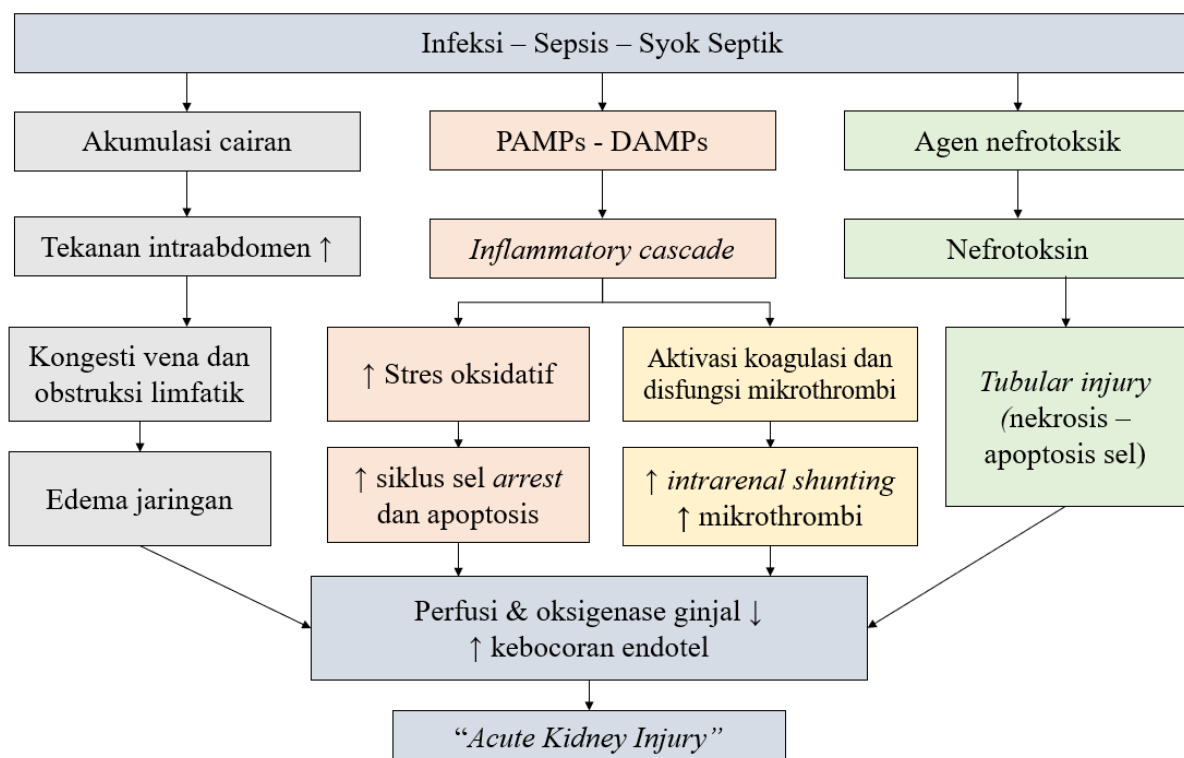 Infeksi – Sepsis – Syok Septik
Akumulasi cairan
PAMPs - DAMPs
Agen nefrotoksik
Tekanan intraabdomen ↑
Inflammatory cascade
Nefrotoksin
Kongesti vena dan
obstruksi limfatik
↑ Stres oksidatif
Aktivasi koagulasi dan
disfungsi mikrothrombi
Tubular injury
(nekrosis –
apoptosis sel)
Edema jaringan
↑ siklus sel arrest
dan apoptosis
↑ intrarenal shunting
↑ mikrothrombi
Perfusi & oksigenase ginjal ↓
↑ kebocoran endotel
“Acute Kidney Injury”